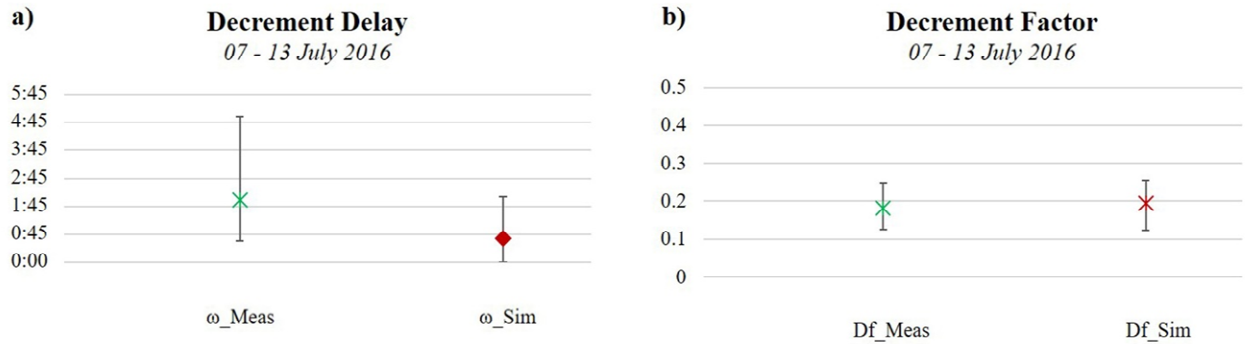 a)
Decrement Delay
07 - 13 July 2016
5:45
4:45
3:45
2:45
1:45
0:45
0:00
ω_Meas
ω_Sim
b)
Decrement Factor
07 - 13 July 2016
0.5
0.4
0.3
0.2
0.1
0
Df_Meas
Df_Sim